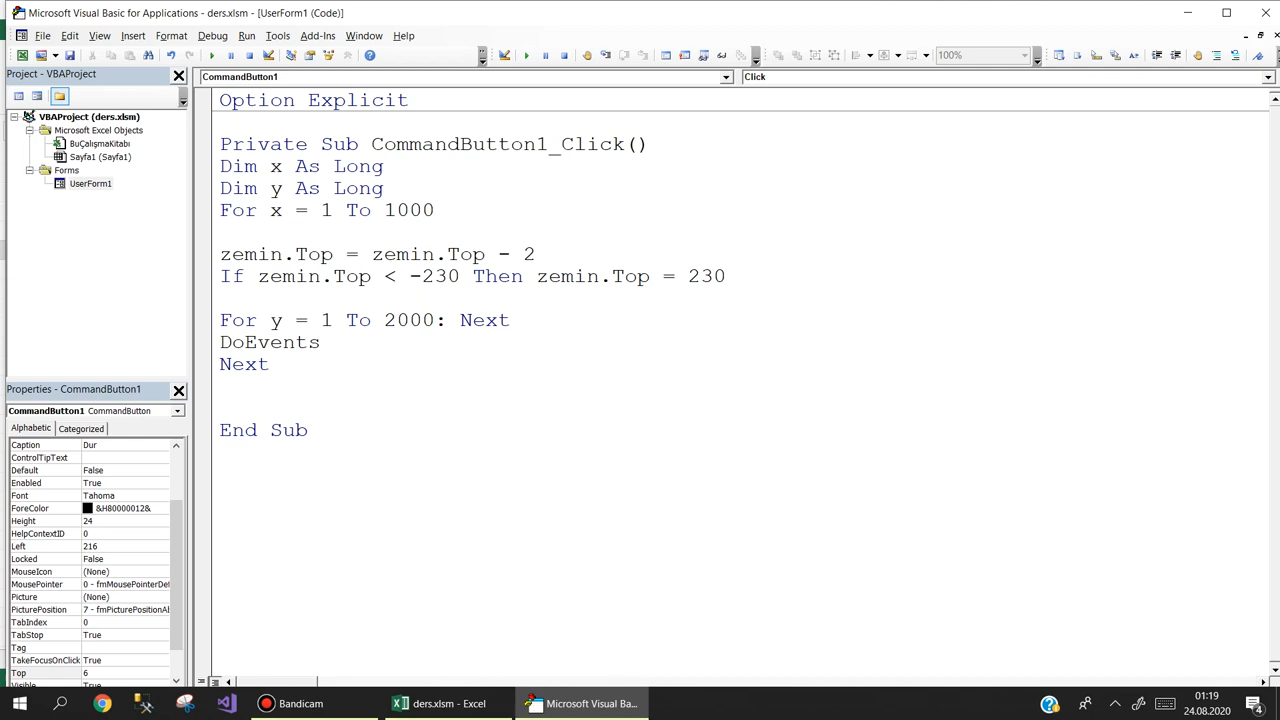 Microsoft Visual Basic for Applications - ders.xlsm - [UserForm1 (Code)]
File Edit View Insert Format Debug Run Tools Add-Ins Window Help
100%
Project - VBAProject
CommandButton1
Click
VBAProject (ders.xlsm)
Microsoft Excel Objects
BuÇalışmaKitabı
Sayfa1 (Sayfa1)
Forms
UserForm1
Option Explicit
Private Sub CommandButton1_Click()
Dim x As Long
Dim y As Long
For x = 1 To 1000
zemin.Top = zemin.Top - 2
If zemin.Top < -230 Then zemin.Top = 230
For y = 1 To 2000: Next
DoEvents
Next
End Sub
Properties - CommandButton1
CommandButton1 CommandButton
Alphabetic Categorized
Caption Dur
ControlTipText
Default False
Enabled True
Font Tahoma
ForeColor &H80000012&
Height 24
HelpContextID 0
Left 216
Locked False
MouseIcon (None)
MousePointer 0 - fmMousePointerDef
Picture (None)
PicturePosition 7 - fmPicturePositionAb
TabIndex 0
TabStop True
Tag
TakeFocusOnClick True
Top 6
Visible True
Bandicam
ders.xlsm - Excel
Microsoft Visual Ba...
01:19
24.08.2020
4